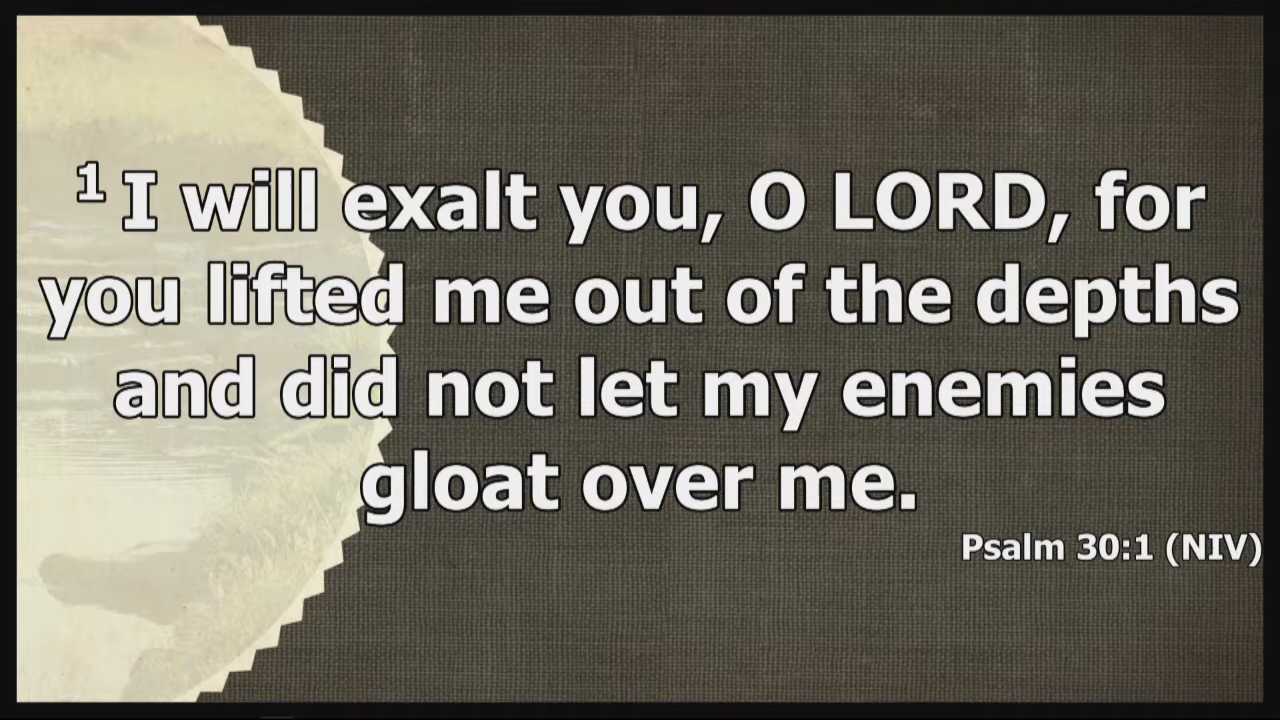 1 I will exalt you, O LORD, for
you lifted me out of the depths
and did not let my enemies
gloat over me.
Psalm 30:1 (NIV)